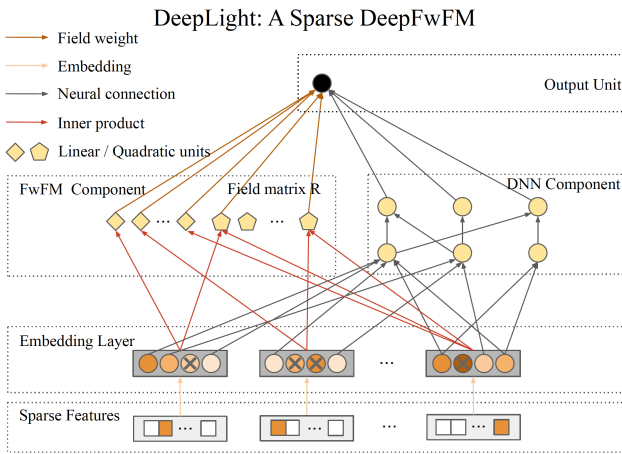 DeepLight: A Sparse DeepFwFM
Field weight
Embedding
Neural connection
Inner product
Linear / Quadratic units
Output Unit
FwFM Component
Field matrix R
DNN Component
...
...
Embedding Layer
...
Sparse Features
...
...
...
...